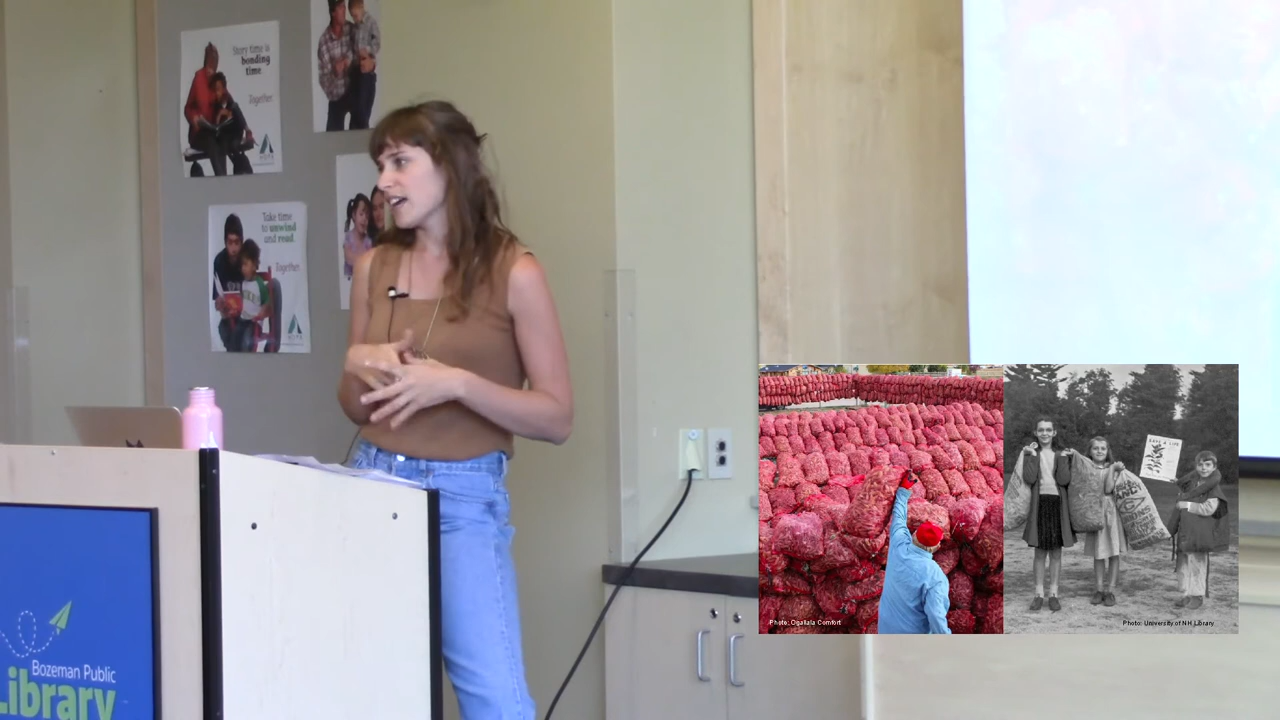 Story time is
bonding
time
Together.
Take time
to unwind
and read.
Together.
SAVE A LIFE
Photo: Ogallala Comfort
Photo: University of NH Library
Bozeman Public
Library